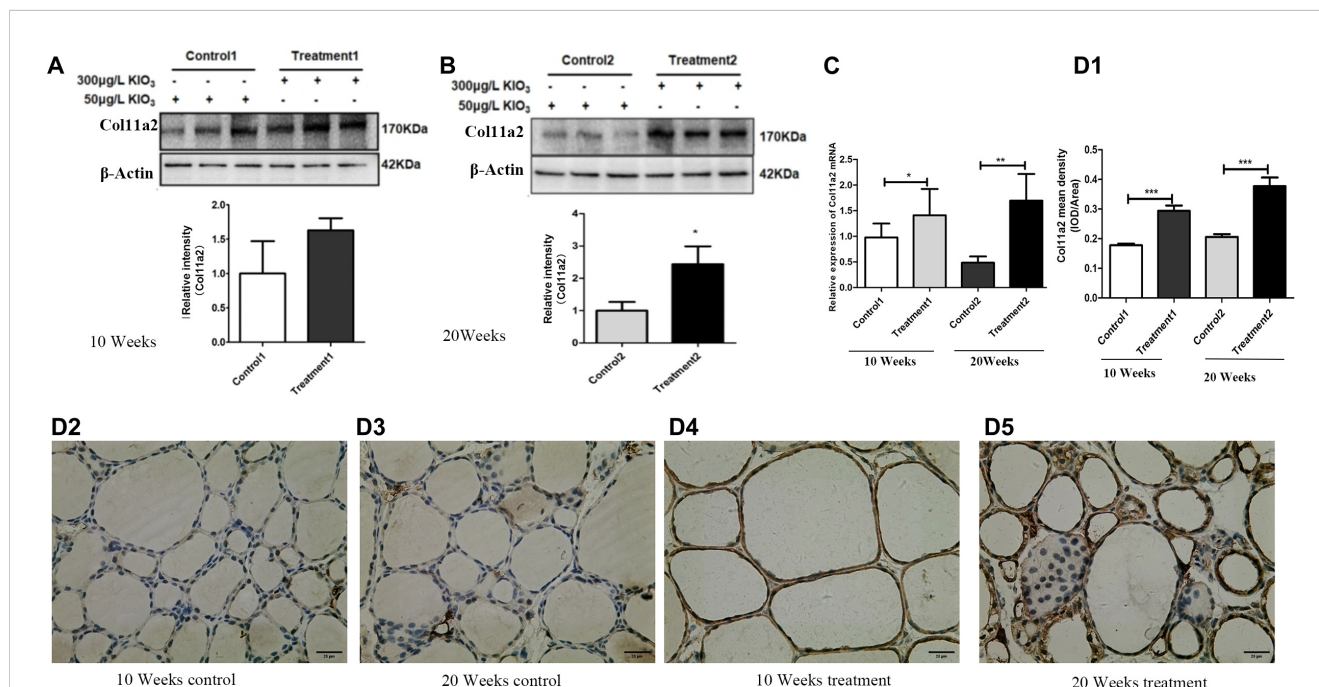 A
Control1 Treatment1
300µg/L KIO3 - - - + + +
50µg/L KIO3 + + + - - -
Col11a2 170KDa
β-Actin 42KDa
Relative intensity
(Col11a2)
2.0
1.5
1.0
0.5
0.0
Control1 Treatment1
10 Weeks
B
Control2 Treatment2
300µg/L KIO3 - - - + + +
50µg/L KIO3 + + + - - -
Col11a2 170KDa
β-Actin 42KDa
Relative intensity
(Col11a2)
4
3
2
1
0
*
Control2 Treatment2
20Weeks
C
Relative expression of Col11a2 mRNA
2.5
2.0
1.5
1.0
0.5
0.0
* **
Control1 Treatment1 Control2 Treatment2
10 Weeks 20Weeks
D1
Col11a2 mean density
(IOD/Area)
0.5
0.4
0.3
0.2
0.1
0.0
*** ***
Control1 Treatment1 Control2 Treatment2
10 Weeks 20 Weeks
D2 D3 D4 D5
10 Weeks control 20 Weeks control 10 Weeks treatment 20 Weeks treatment